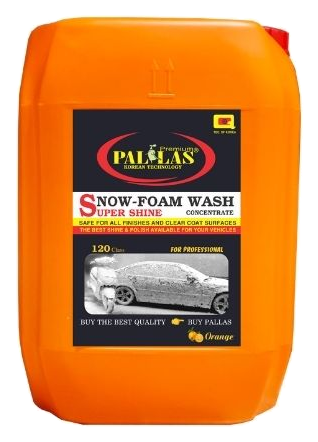 Premium®
PALLAS
KOREAN TECHNOLOGY
SNOW-FOAM WASH
SUPER SHINE CONCENTRATE
SAFE FOR ALL FINISHES AND CLEAR COAT SURFACES
THE BEST SHINE & POLISH AVAILABLE FOR YOUR VEHICLES
120 Class FOR PROFESSIONAL
BUY THE BEST QUALITY BUY PALLAS
Orange